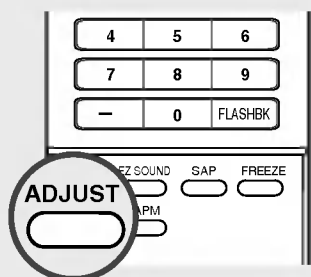 4 5 6
7 8 9
— 0 FLASHBK
EZ SOUND SAP FREEZE
ADJUST
APM